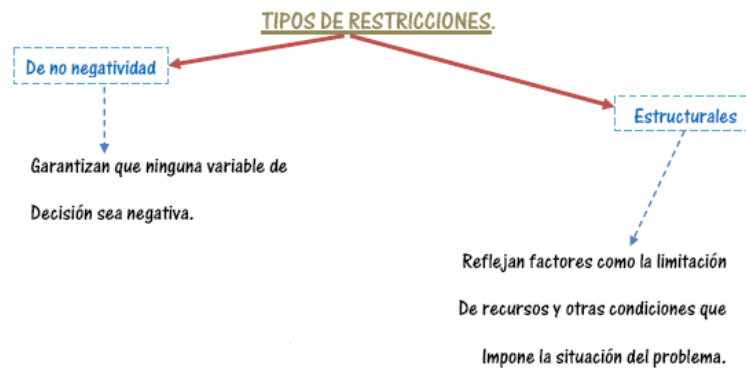 TIPOS DE RESTRICCIONES.
De no negatividad
Garantizan que ninguna variable de
Decisión sea negativa.
Estructurales
Reflejan factores como la limitación
De recursos y otras condiciones que
Impone la situación del problema.